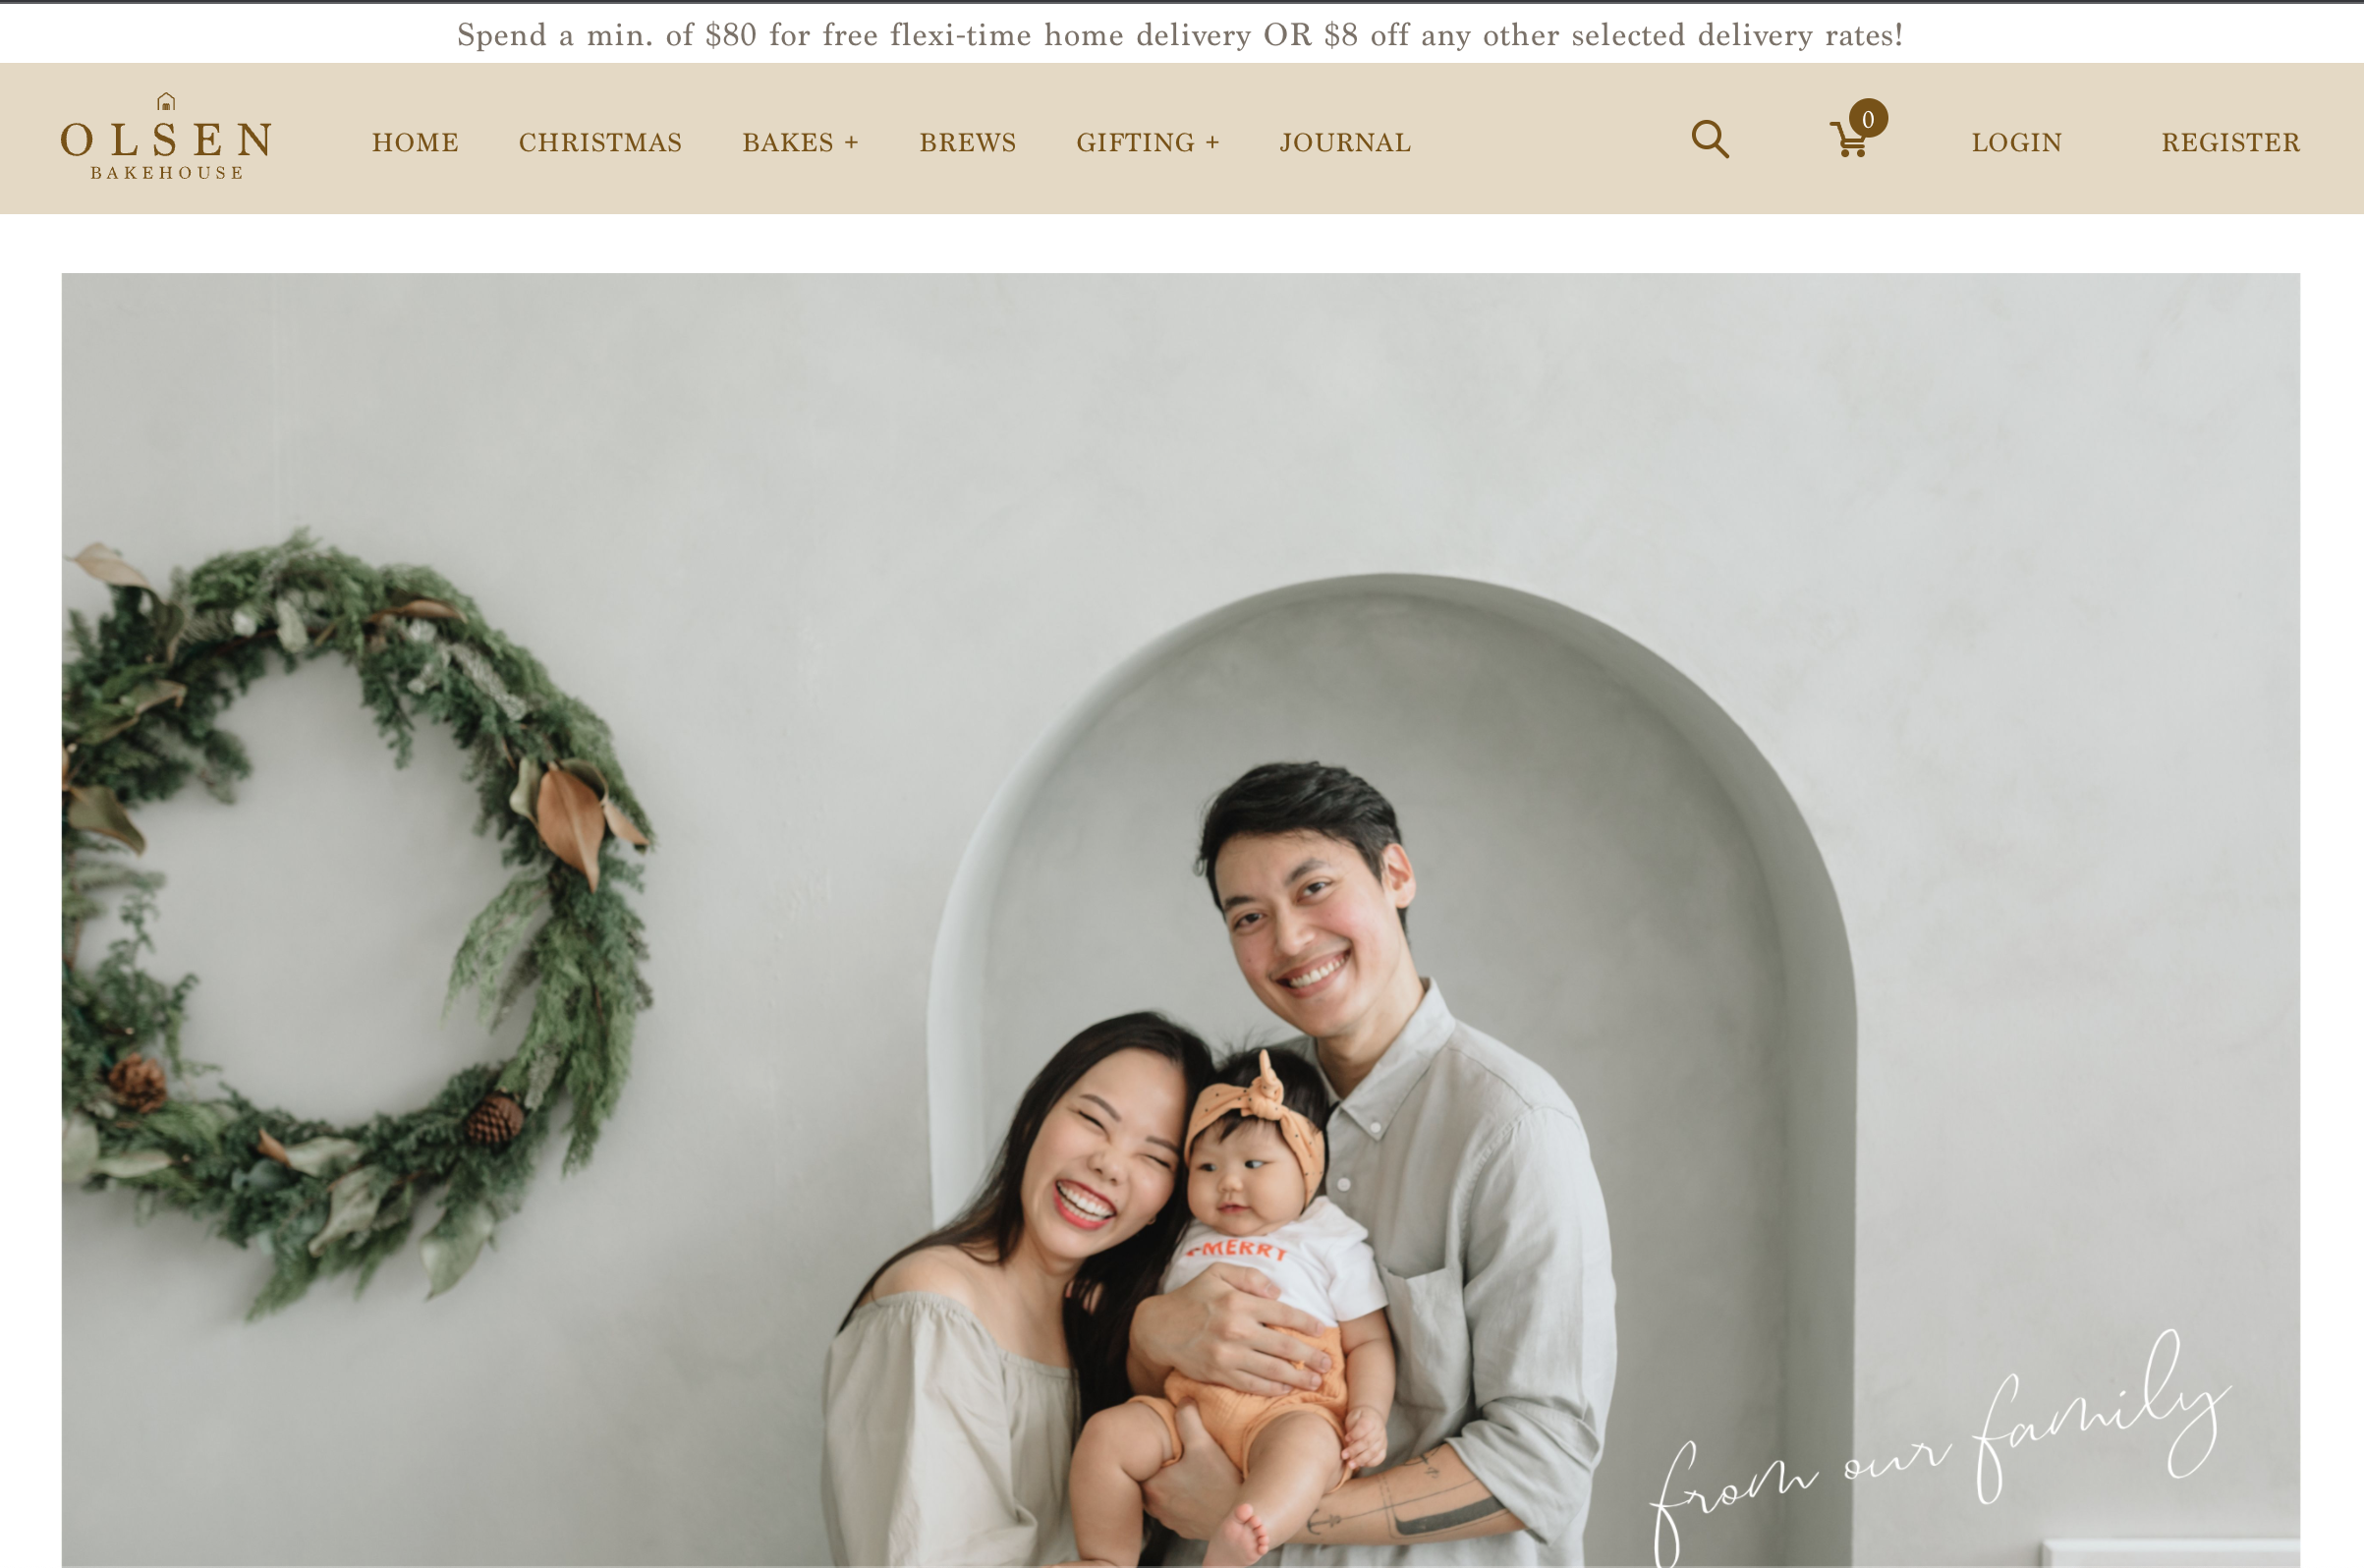 Spend a min. of $80 for free flexi-time home delivery OR $8 off any other selected delivery rates!
OLSEN
BAKEHOUSE
HOME CHRISTMAS BAKES + BREWS GIFTING + JOURNAL 0 LOGIN REGISTER
MERRY
from our family